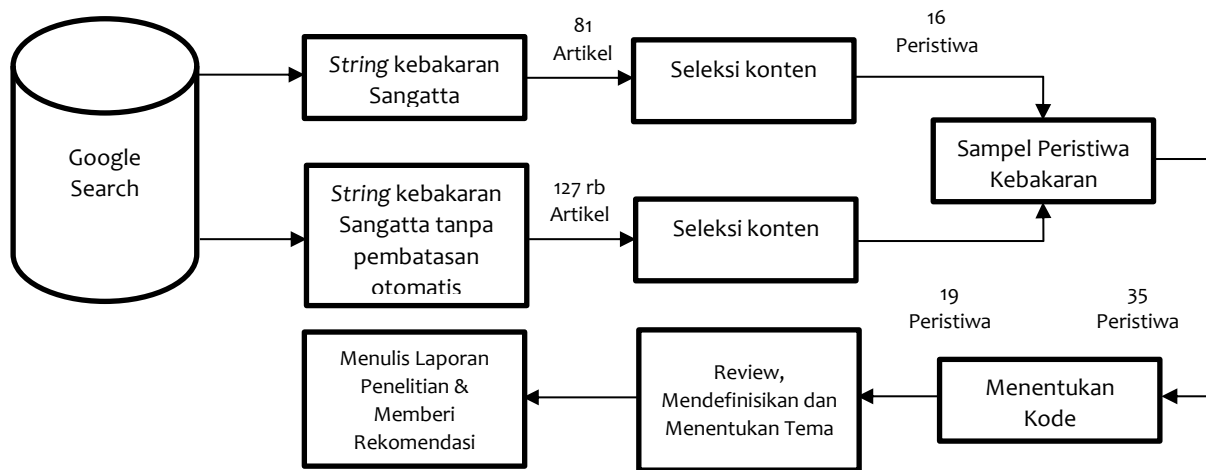 Google
Search
String kebakaran
Sangatta
81
Artikel
Seleksi konten
16
Peristiwa
Sampel Peristiwa
Kebakaran
String kebakaran
Sangatta tanpa
pembatasan
otomatis
127 rb
Artikel
Seleksi konten
19
Peristiwa
35
Peristiwa
Menentukan
Kode
Review,
Mendefinisikan dan
Menentukan Tema
Menulis Laporan
Penelitian &
Memberi
Rekomendasi